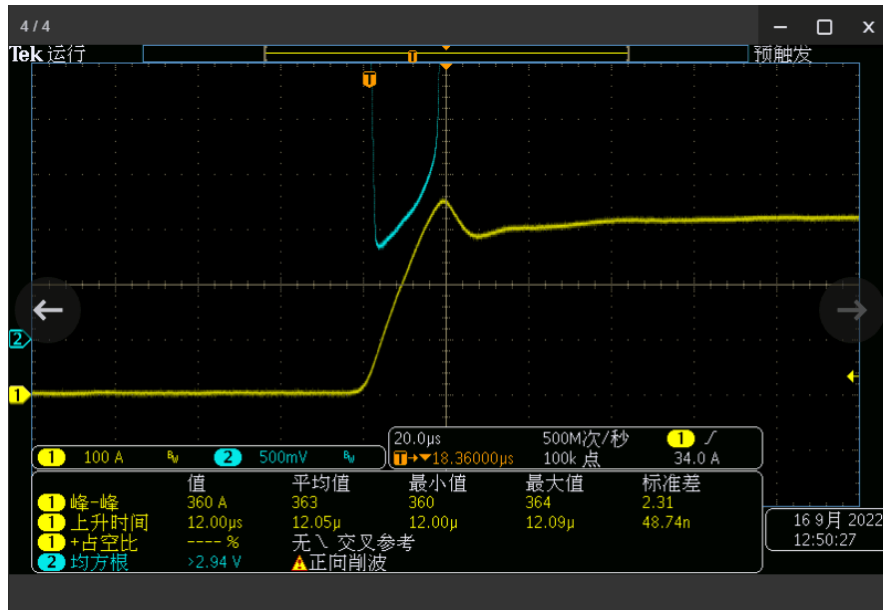 4 / 4
Tek 运行
预触发
T
T
2
1
1 100 A Bw 2 500mV Bw
20.0µs 500M次/秒 1 ∫
T→▼18.36000µs 100k 点 34.0 A
值 平均值 最小值 最大值 标准差
1 峰-峰 360 A 363 360 364 2.31
1 上升时间 12.00µs 12.05µ 12.00µ 12.09µ 48.74n
1 +占空比 ---- % 无\ 交叉参考
2 均方根 >2.94 V 正向削波
16 9月 2022
12:50:27